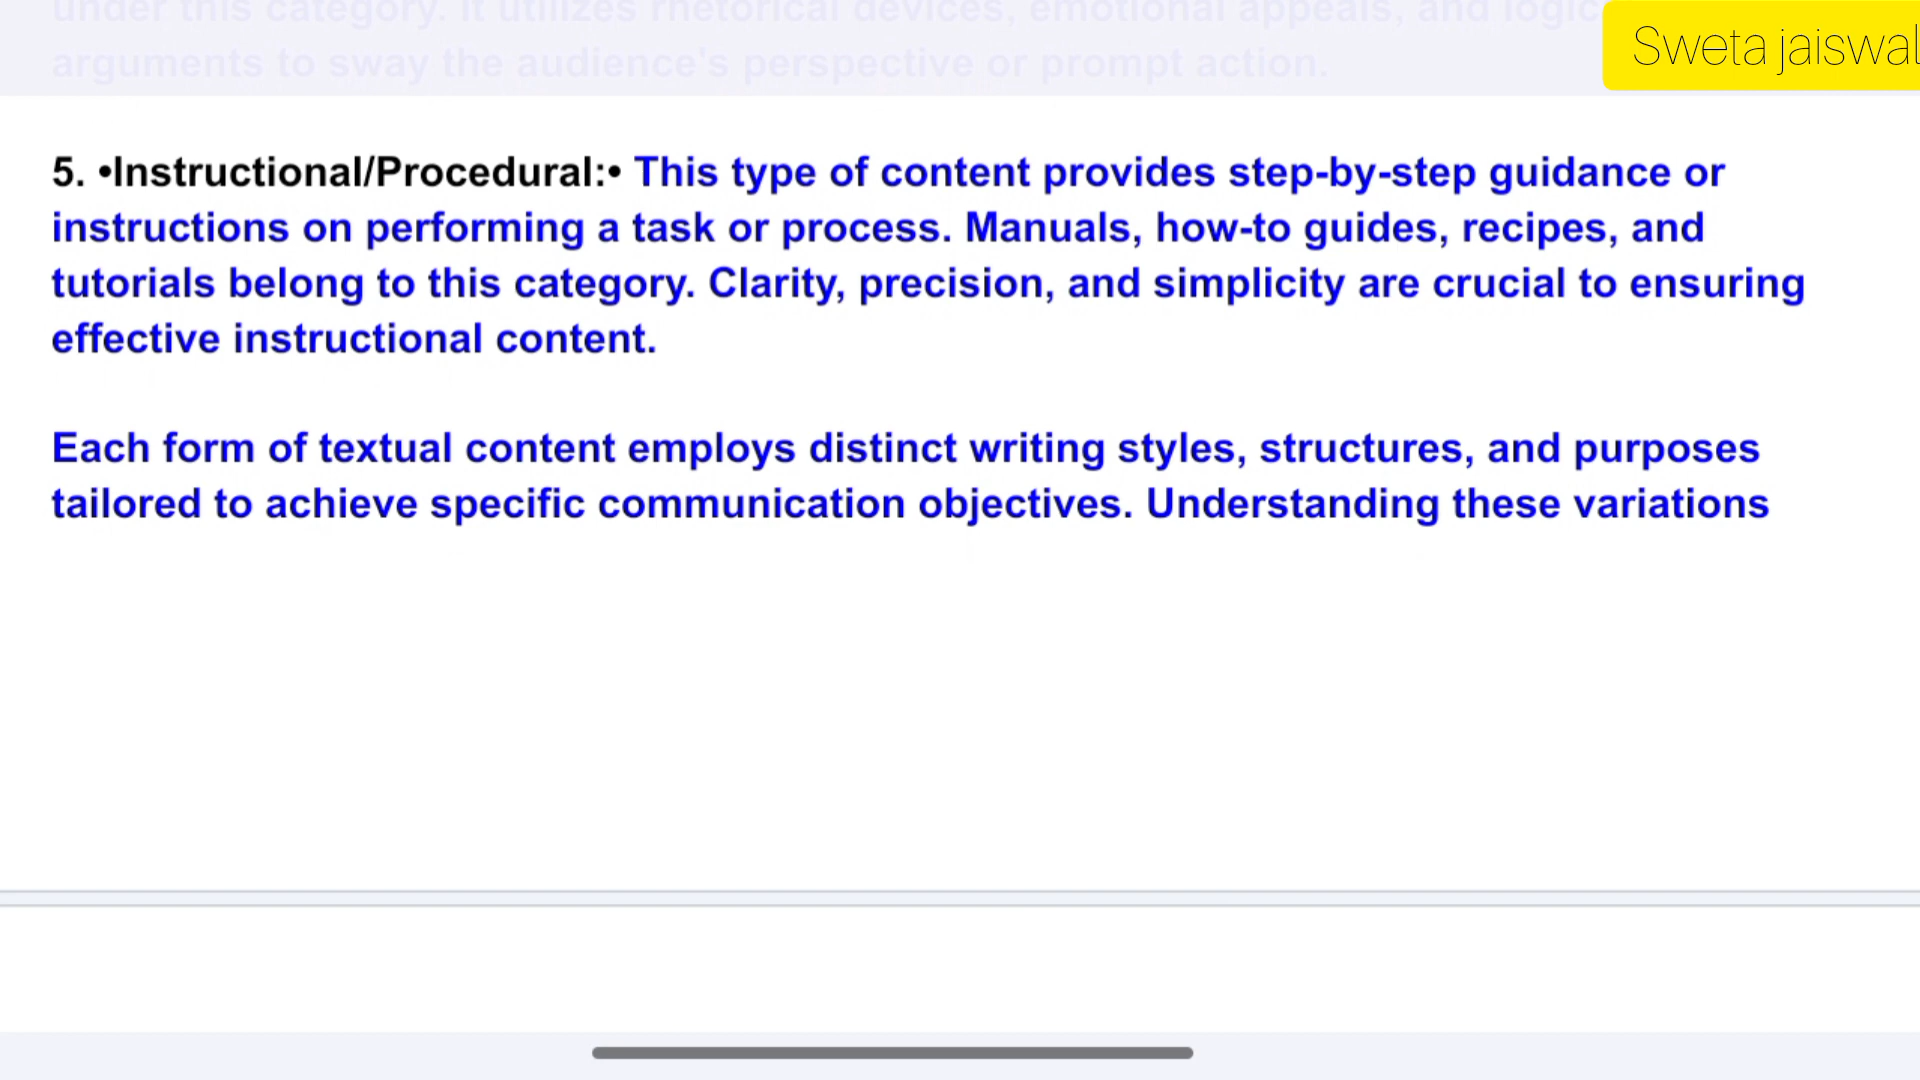 under this category. It utilizes rhetorical devices, emotional appeals, and logic
Sweta jaiswal
arguments to sway the audience's perspective or prompt action.
5. •Instructional/Procedural:• This type of content provides step-by-step guidance or
instructions on performing a task or process. Manuals, how-to guides, recipes, and
tutorials belong to this category. Clarity, precision, and simplicity are crucial to ensuring
effective instructional content.
Each form of textual content employs distinct writing styles, structures, and purposes
tailored to achieve specific communication objectives. Understanding these variations